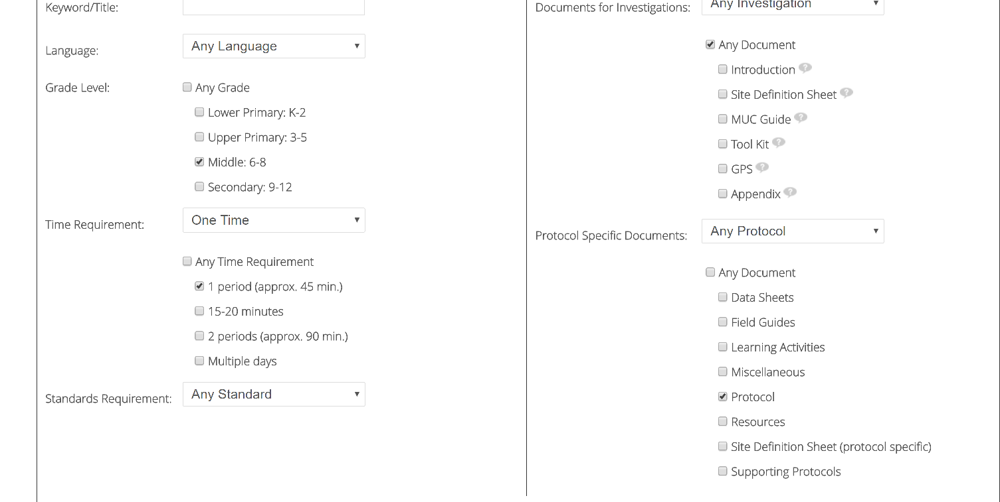 Keyword/Title:
Language:
Any Language
Grade Level:
Any Grade
Lower Primary: K-2
Upper Primary: 3-5
Middle: 6-8
Secondary: 9-12
Time Requirement:
One Time
Any Time Requirement
1 period (approx. 45 min.)
15-20 minutes
2 periods (approx. 90 min.)
Multiple days
Standards Requirement:
Any Standard
Documents for Investigations:
Any Investigation
Any Document
Introduction ?
Site Definition Sheet ?
MUC Guide ?
Tool Kit ?
GPS ?
Appendix ?
Protocol Specific Documents:
Any Protocol
Any Document
Data Sheets
Field Guides
Learning Activities
Miscellaneous
Protocol
Resources
Site Definition Sheet (protocol specific)
Supporting Protocols